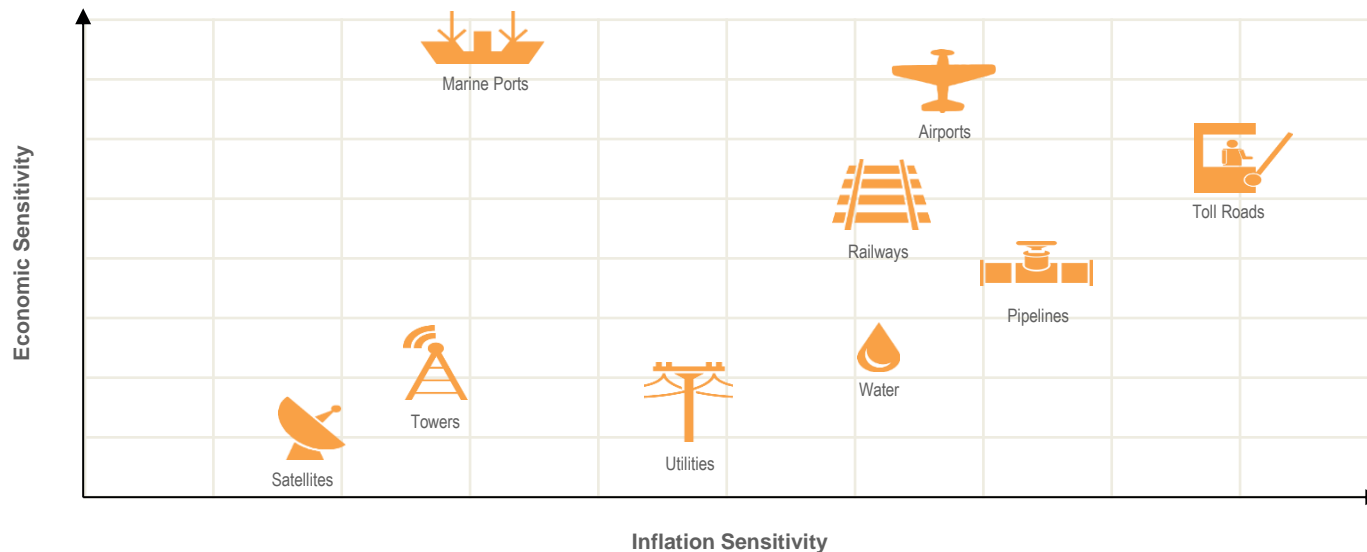 Marine Ports
Airports
Toll Roads
Railways
Pipelines
Water
Towers
Utilities
Satellites
Economic Sensitivity
Inflation Sensitivity